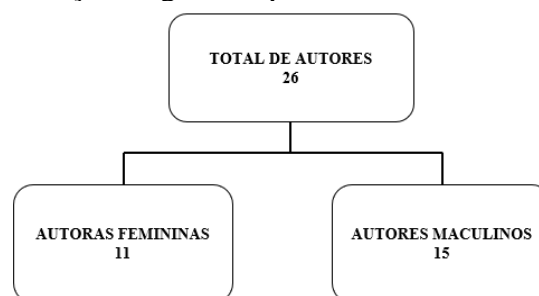 TOTAL DE AUTORES
26
AUTORAS FEMININAS
11
AUTORES MACULINOS
15